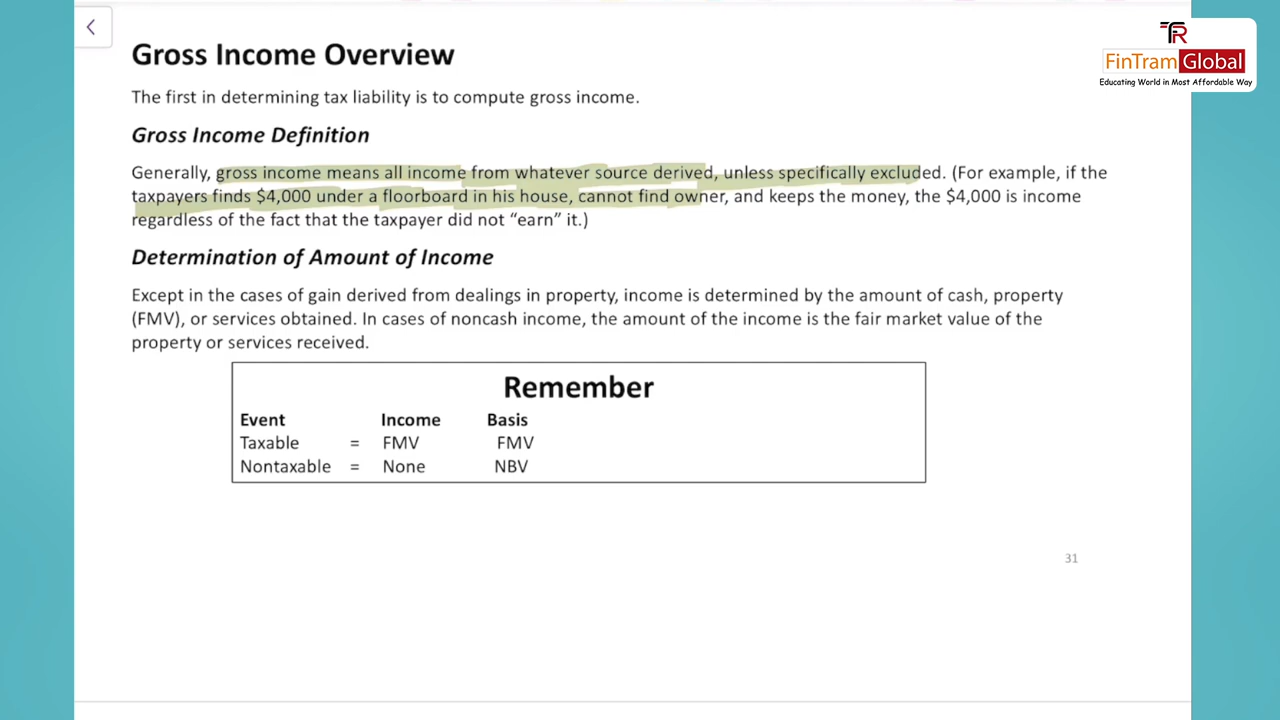 TR
FinTram Global
Educating World in Most Affordable Way
Gross Income Overview
The first in determining tax liability is to compute gross income.
Gross Income Definition
Generally, gross income means all income from whatever source derived, unless specifically excluded. (For example, if the
taxpayers finds $4,000 under a floorboard in his house, cannot find owner, and keeps the money, the $4,000 is income
regardless of the fact that the taxpayer did not “earn” it.)
Determination of Amount of Income
Except in the cases of gain derived from dealings in property, income is determined by the amount of cash, property
(FMV), or services obtained. In cases of noncash income, the amount of the income is the fair market value of the
property or services received.
Remember
Event Income Basis
Taxable = FMV FMV
Nontaxable = None NBV
31